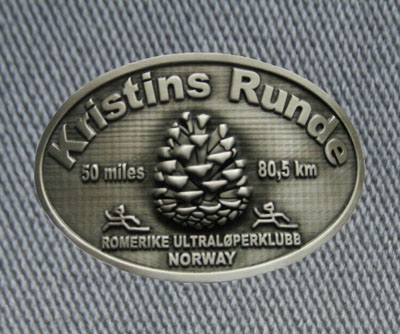 Kristins Runde
50 miles 80,5 km
ROMERIKE ULTRALØPERKLUBB
NORWAY